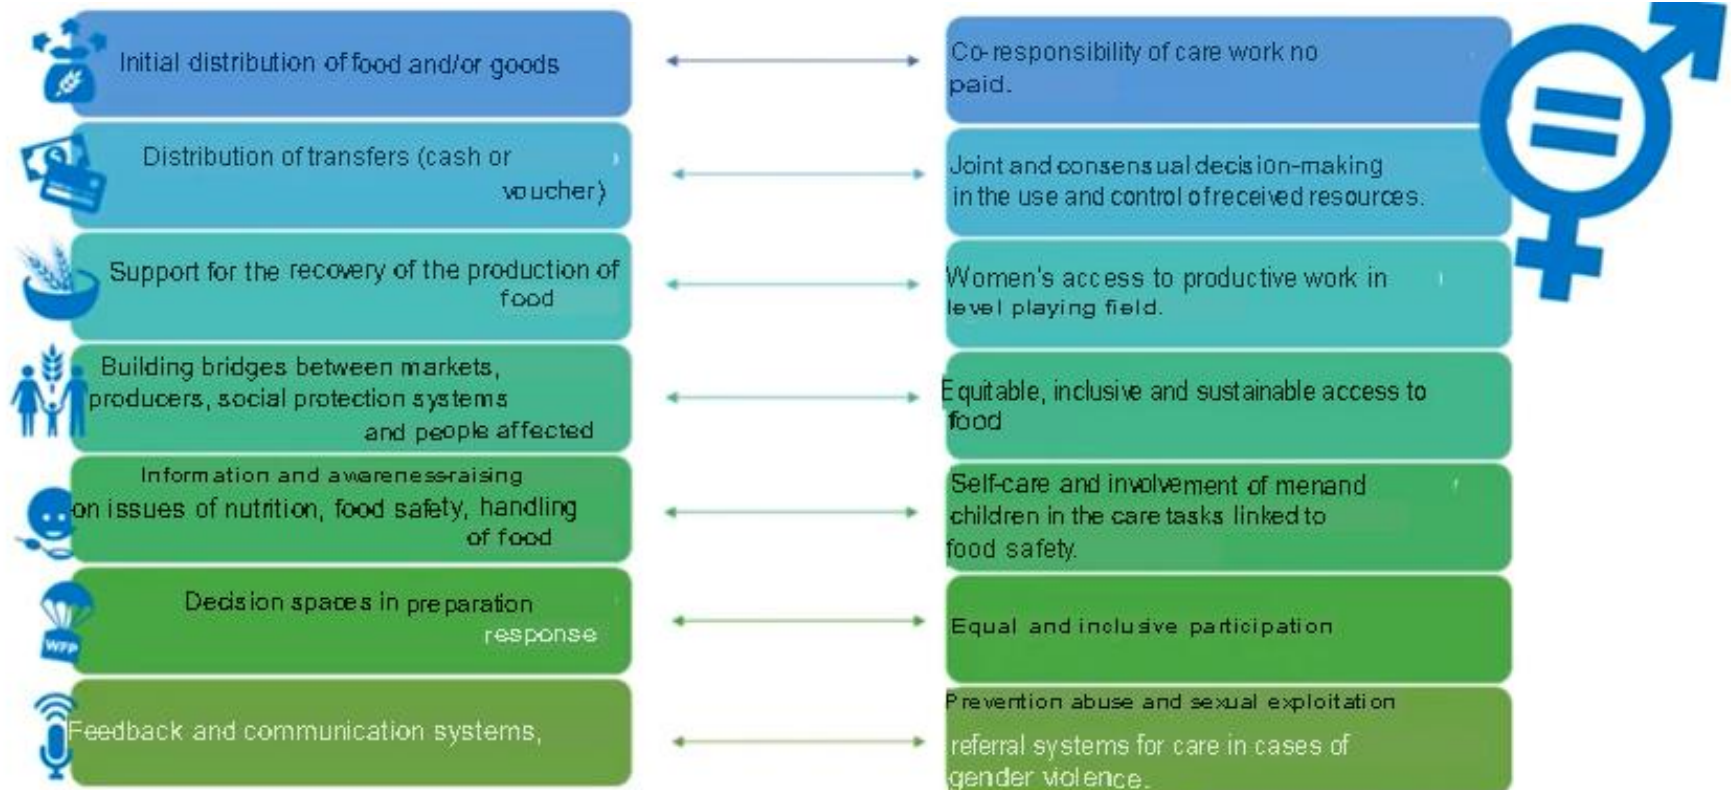 Initial distribution of food and/or goods
Co-responsibility of care work no
paid.
Distribution of transfers (cash or
voucher)
Joint and consensual decision-making
in the use and control of received resources.
Support for the recovery of the production of
food
Women's access to productive work in
level playing field.
Building bridges between markets,
producers, social protection systems
and people affected
Equitable, inclusive and sustainable access to
food
Information and awareness-raising
on issues of nutrition, food safety, handling
of food
Self-care and involvement of men and
children in the care tasks linked to
food safety.
Decision spaces in preparation
response
WFP
Equal and inclusive participation
Feedback and communication systems,
Prevention abuse and sexual exploitation
referral systems for care in cases of
gender violence.